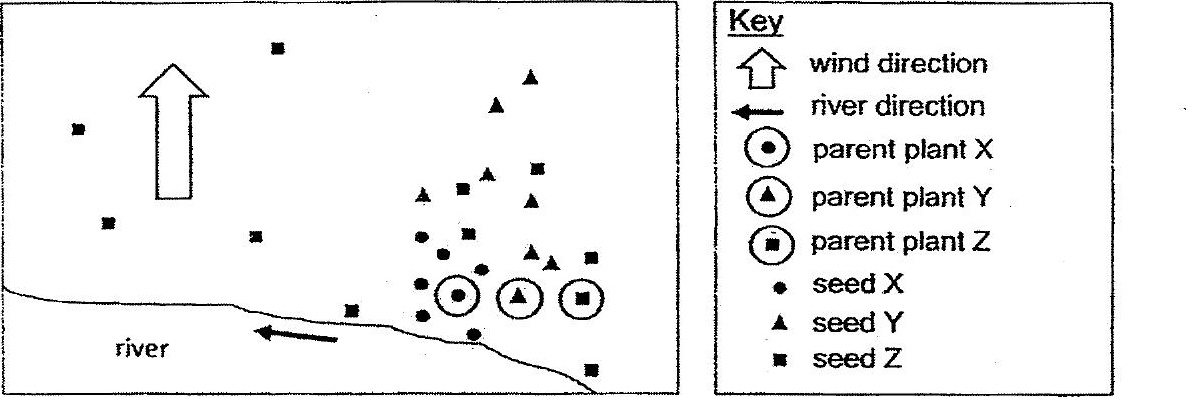 river
Key
wind direction
river direction
parent plant X
parent plant Y
parent plant Z
seed X
seed Y
seed Z